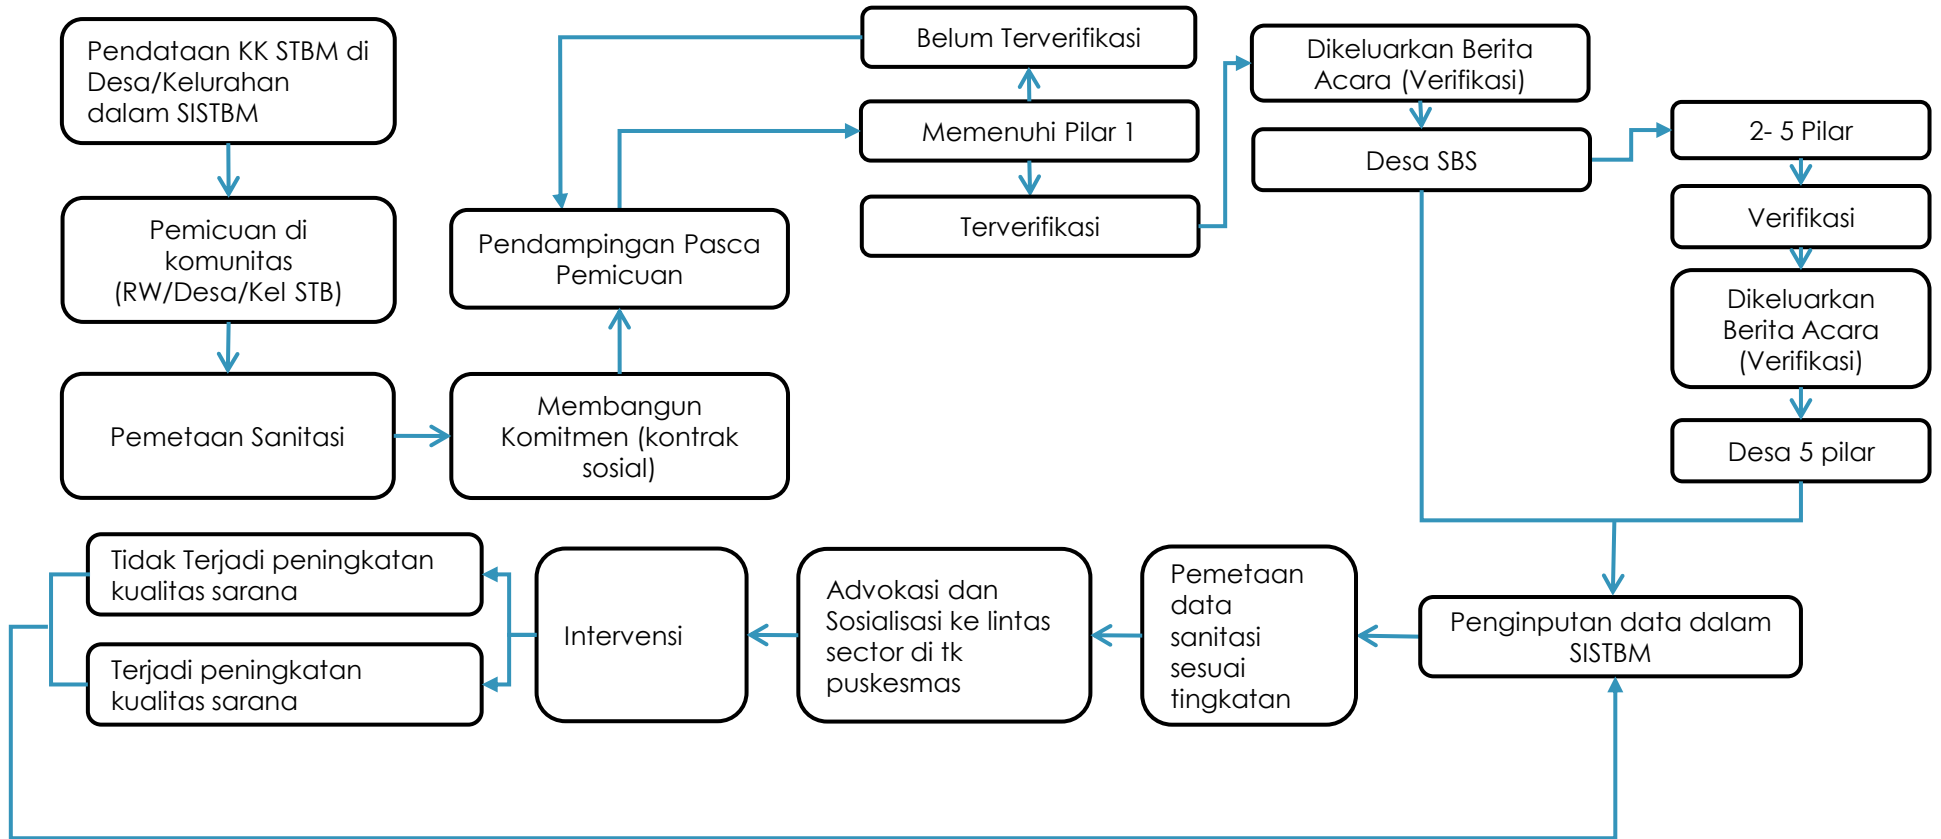 Pendataan KK STBM di
Desa/Kelurahan
dalam SISTBM
Pemicuan di
komunitas
(RW/Desa/Kel STB)
Pemetaan Sanitasi
Membangun
Komitmen (kontrak
sosial)
Pendampingan Pasca
Pemicuan
Belum Terverifikasi
Memenuhi Pilar 1
Terverifikasi
Dikeluarkan Berita
Acara (Verifikasi)
Desa SBS
2- 5 Pilar
Verifikasi
Dikeluarkan
Berita Acara
(Verifikasi)
Desa 5 pilar
Penginputan data dalam
SISTBM
Pemetaan
data
sanitasi
sesuai
tingkatan
Advokasi dan
Sosialisasi ke lintas
sector di tk
puskesmas
Intervensi
Tidak Terjadi peningkatan
kualitas sarana
Terjadi peningkatan
kualitas sarana